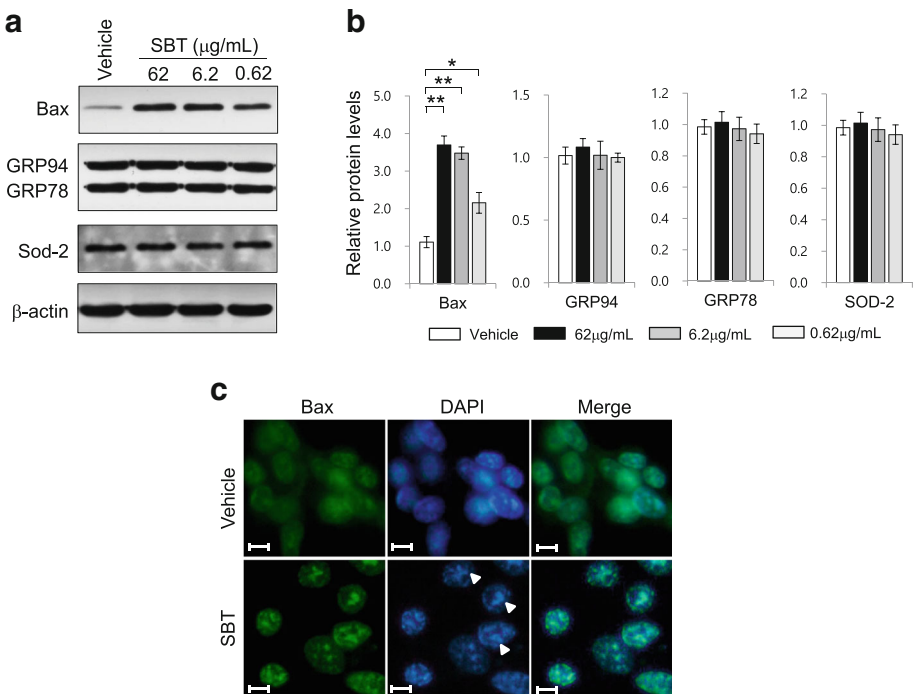 a
Vehicle
SBT (μg/mL)
62 6.2 0.62
Bax
GRP94
GRP78
Sod-2
β-actin
b
Relative protein levels
5.0
4.0
3.0
2.0
1.0
0.0
*
**
**
Bax
1.5
1.0
0.5
0.0
GRP94
1.2
1.0
0.8
0.6
0.4
0.2
0.0
GRP78
1.2
1.0
0.8
0.6
0.4
0.2
0.0
SOD-2
Vehicle 62μg/mL 6.2μg/mL 0.62μg/mL
c
Bax DAPI Merge
Vehicle
SBT